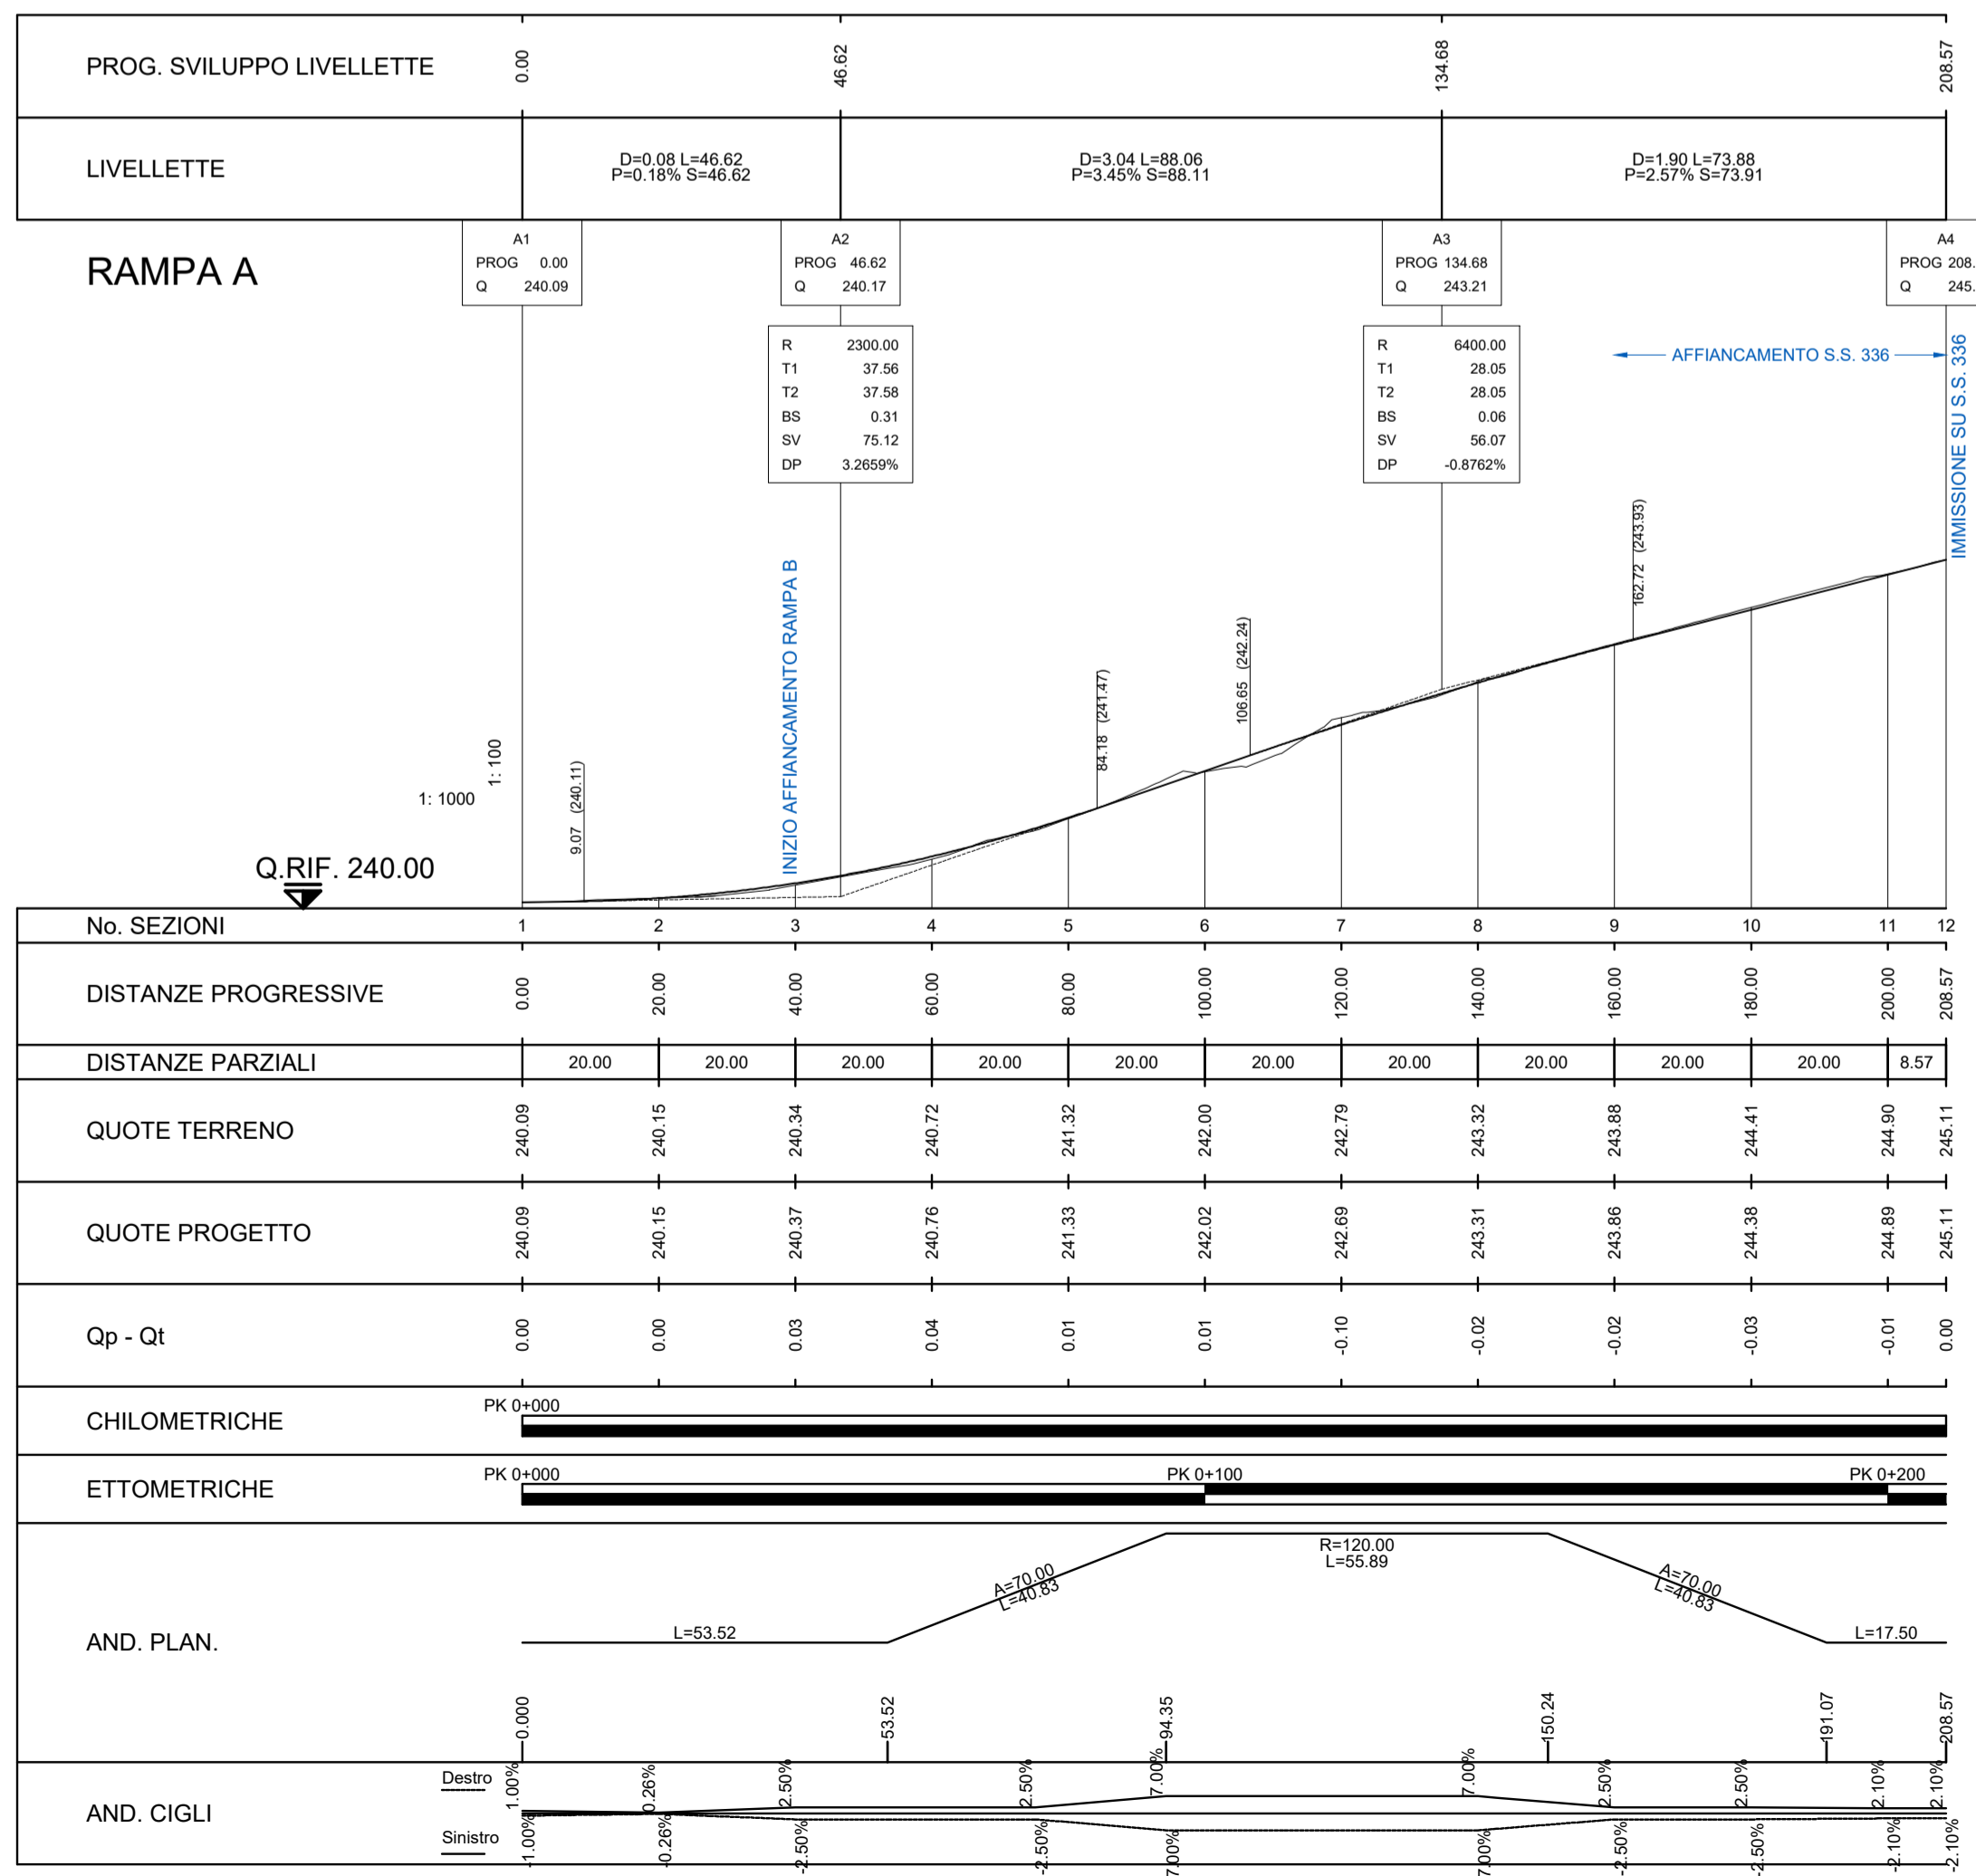 PROG. SVILUPPO LIVELLETTE
0.00
46.62
134.68
208.57
LIVELLETTE
D=0.08 L=46.62
P=0.18% S=46.62
D=3.04 L=88.06
P=3.45% S=88.11
D=1.90 L=73.88
P=2.57% S=73.91
RAMPA A
A1
PROG 0.00
Q 240.09
A2
PROG 46.62
Q 240.17
A3
PROG 134.68
Q 243.21
A4
PROG 208.
Q 245.
R 2300.00
T1 37.56
T2 37.58
BS 0.31
SV 75.12
DP 3.2659%
R 6400.00
T1 28.05
T2 28.05
BS 0.06
SV 56.07
DP -0.8762%
AFFIANCAMENTO S.S. 336
IMMISSIONE SU S.S. 336
INIZIO AFFIANCAMENTO RAMPA B
9.07 (240.11)
84.18 (241.47)
106.65 (242.24)
162.72 (243.93)
1: 100
1: 1000
Q.RIF. 240.00
No. SEZIONI 1 2 3 4 5 6 7 8 9 10 11 12
DISTANZE PROGRESSIVE 0.00 20.00 40.00 60.00 80.00 100.00 120.00 140.00 160.00 180.00 200.00 208.57
DISTANZE PARZIALI 20.00 20.00 20.00 20.00 20.00 20.00 20.00 20.00 20.00 20.00 8.57
QUOTE TERRENO 240.09 240.15 240.34 240.72 241.32 242.00 242.79 243.32 243.88 244.41 244.90 245.11
QUOTE PROGETTO 240.09 240.15 240.37 240.76 241.33 242.02 242.69 243.31 243.86 244.38 244.89 245.11
Qp - Qt 0.00 0.00 0.03 0.04 0.01 0.01 -0.10 -0.02 -0.02 -0.03 -0.01 0.00
CHILOMETRICHE
PK 0+000
ETTOMETRICHE
PK 0+000 PK 0+100 PK 0+200
AND. PLAN.
L=53.52
A=70.00
L=40.83
R=120.00
L=55.89
A=70.00
L=40.83
L=17.50
0.000 53.52 94.35 150.24 191.07 208.57
AND. CIGLI
Destro
1.00% 0.26% 2.50% 2.50% 7.00% 7.00% 2.50% 2.50% 2.10% 2.10%
Sinistro
-1.00% -0.26% -2.50% -2.50% 7.00% 7.00% -2.50% -2.50% -2.10% -2.10%